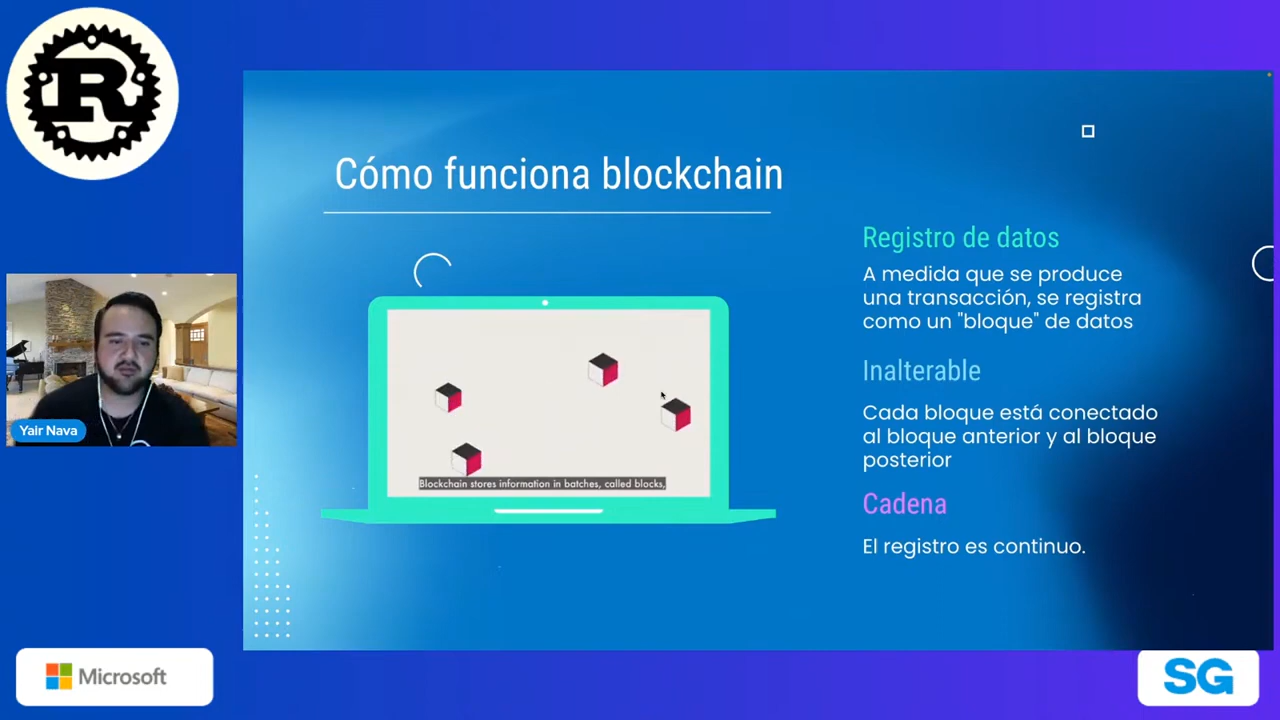 R
Cómo funciona blockchain
Blockchain stores information in batches, called blocks,
Registro de datos
A medida que se produce
una transacción, se registra
como un "bloque" de datos
Inalterable
Cada bloque está conectado
al bloque anterior y al bloque
posterior
Cadena
El registro es continuo.
Yair Nava
Microsoft
SG